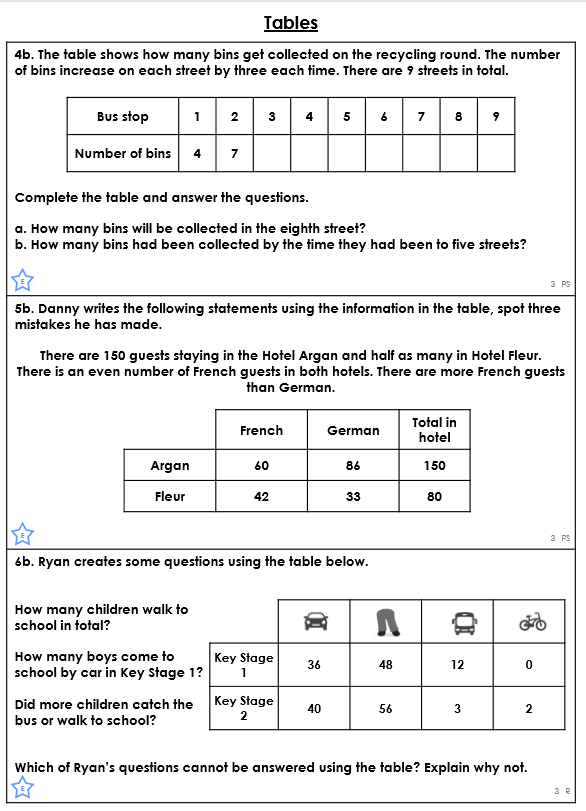 Tables
4b. The table shows how many bins get collected on the recycling round. The number
of bins increase on each street by three each time. There are 9 streets in total.
Bus stop 1 2 3 4 5 6 7 8 9
Number of bins 4 7
Complete the table and answer the questions.
a. How many bins will be collected in the eighth street?
b. How many bins had been collected by the time they had been to five streets?
E
3 PS
5b. Danny writes the following statements using the information in the table, spot three
mistakes he has made.
There are 150 guests staying in the Hotel Argan and half as many in Hotel Fleur.
There is an even number of French guests in both hotels. There are more French guests
than German.
French German Total in
hotel
Argan 60 86 150
Fleur 42 33 80
E
3 PS
6b. Ryan creates some questions using the table below.
How many children walk to
school in total?
How many boys come to
school by car in Key Stage 1?
Did more children catch the
bus or walk to school?
Key Stage
1 36 48 12 0
Key Stage
2 40 56 3 2
Which of Ryan's questions cannot be answered using the table? Explain why not.
E
3 R